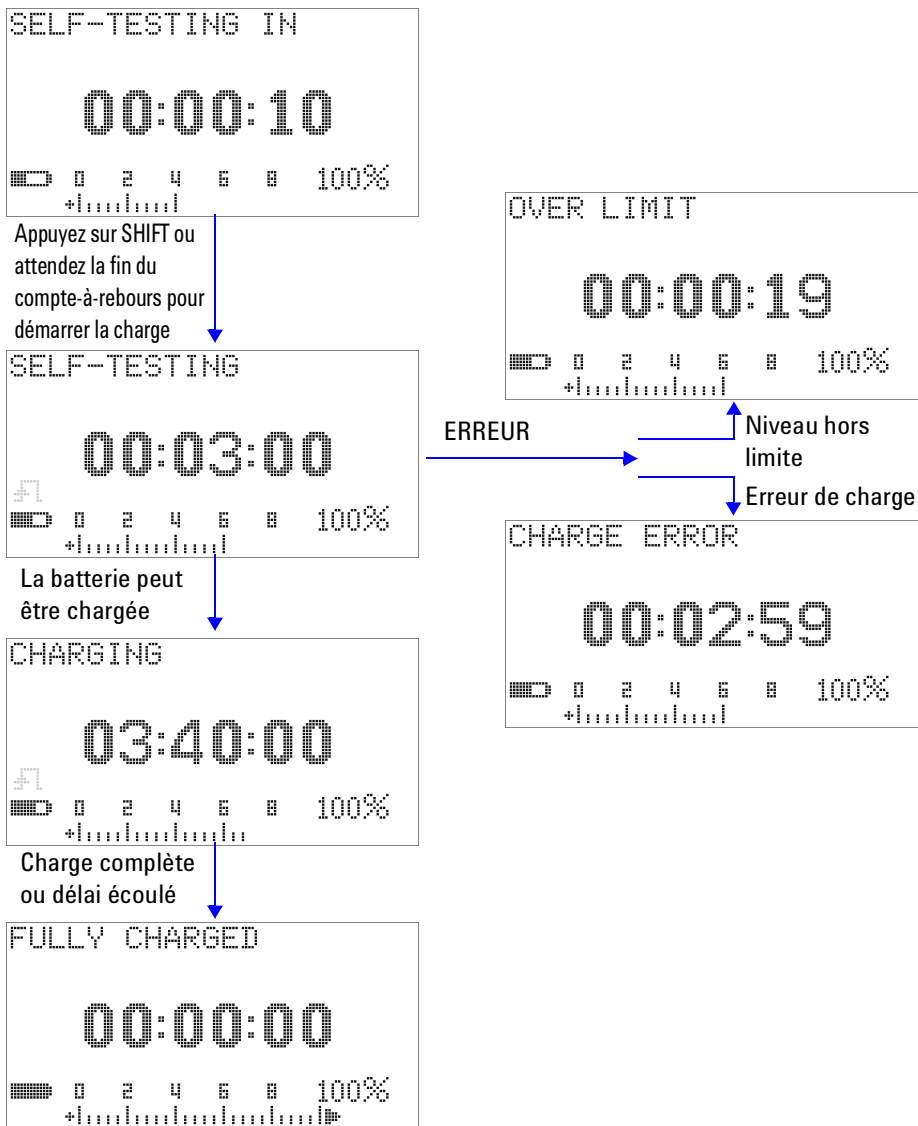 SELF-TESTING IN
00:00:10
0 2 4 6 8 100%
Appuyez sur SHIFT ou
attendez la fin du
compte-à-rebours pour
démarrer la charge
SELF-TESTING
00:03:00
0 2 4 6 8 100%
La batterie peut
être chargée
CHARGING
03:40:00
0 2 4 6 8 100%
Charge complète
ou délai écoulé
FULLY CHARGED
00:00:00
0 2 4 6 8 100%
ERREUR
OVER LIMIT
00:00:19
0 2 4 6 8 100%
Niveau hors
limite
Erreur de charge
CHARGE ERROR
00:02:59
0 2 4 6 8 100%